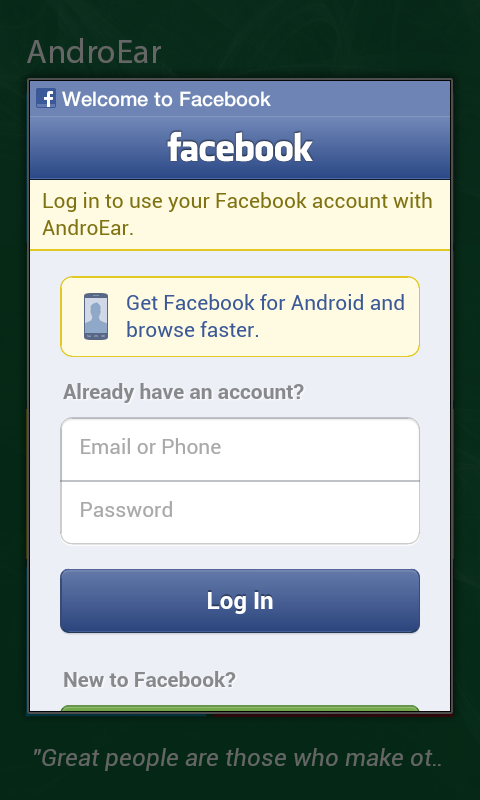 AndroEar
Welcome to Facebook
facebook
Log in to use your Facebook account with
AndroEar.
Get Facebook for Android and
browse faster.
Already have an account?
Email or Phone
Password
Log In
New to Facebook?
"Great people are those who make ot..